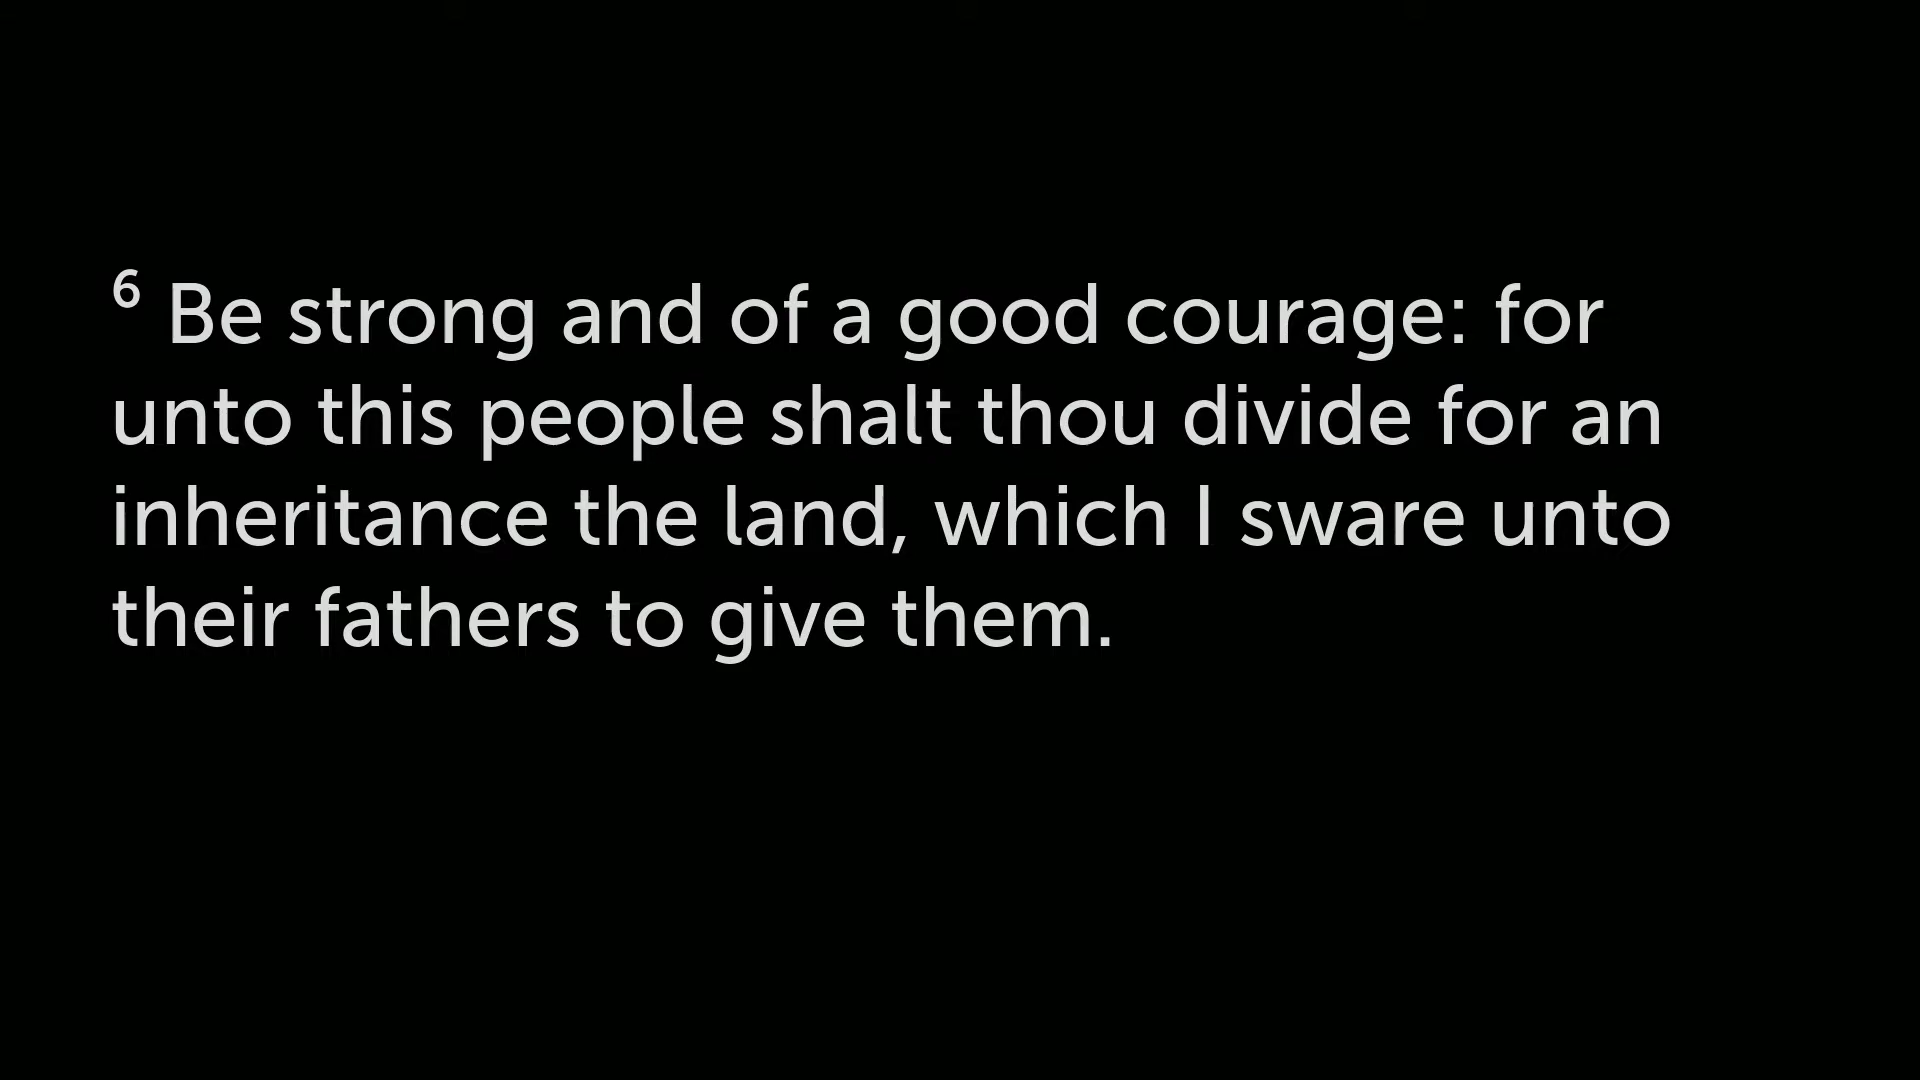 ⁶ Be strong and of a good courage: for
unto this people shalt thou divide for an
inheritance the land, which I sware unto
their fathers to give them.